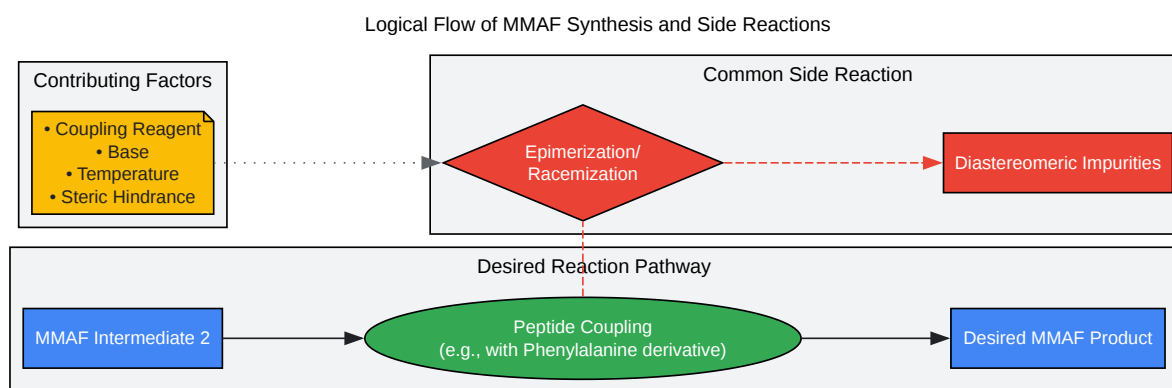 Logical Flow of MMAF Synthesis and Side Reactions
Contributing Factors
• Coupling Reagent
• Base
• Temperature
• Steric Hindrance
Common Side Reaction
Epimerization/
Racemization
Diastereomeric Impurities
Desired Reaction Pathway
MMAF Intermediate 2
Peptide Coupling
(e.g., with Phenylalanine derivative)
Desired MMAF Product